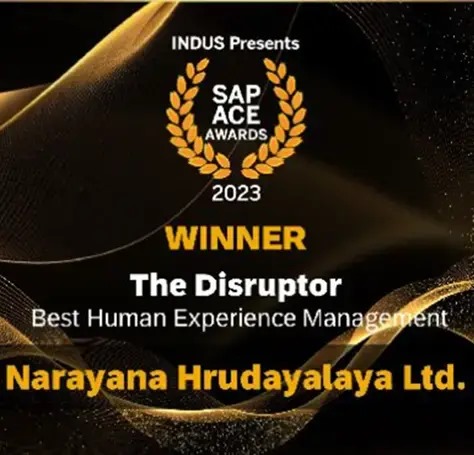 INDUS Presents
SAP
ACE
AWARDS
2023
WINNER
The Disruptor
Best Human Experience Management
Narayana Hrudayalaya Ltd.